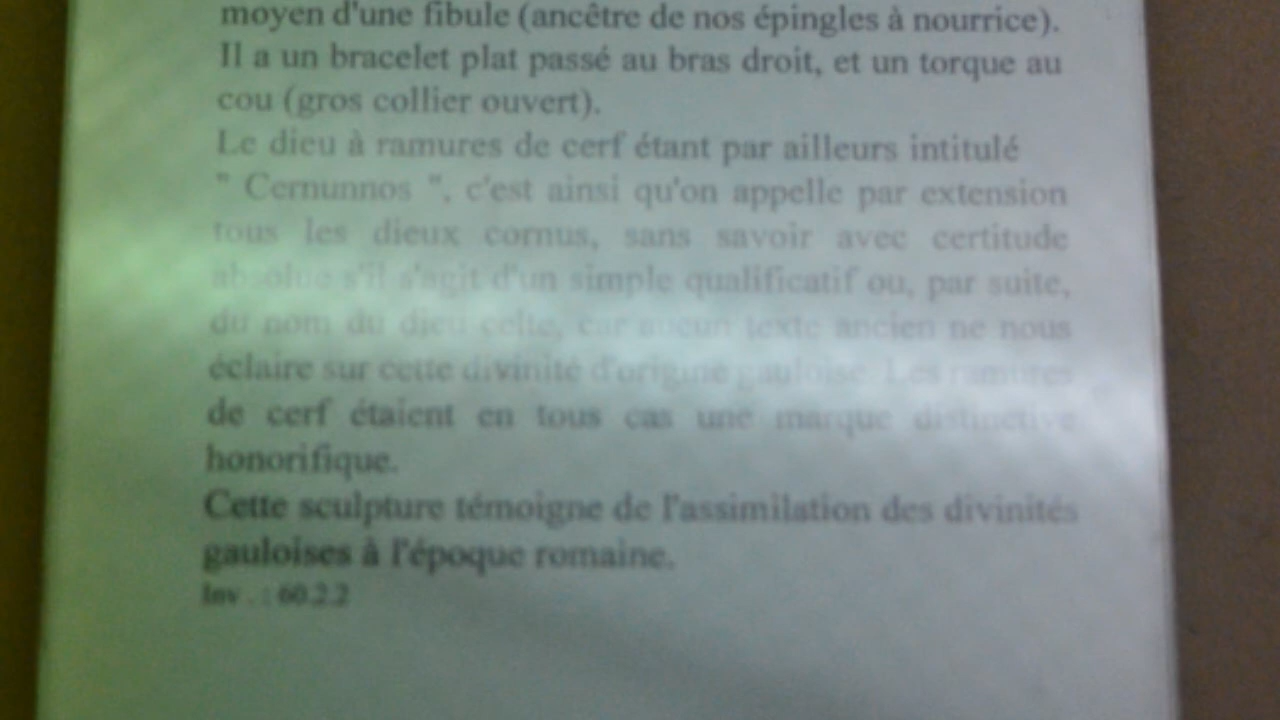 moyen d'une fibule (ancêtre de nos épingles à nourrice).
Il a un bracelet plat passé au bras droit, et un torque au
cou (gros collier ouvert).
Le dieu à ramures de cerf étant par ailleurs intitulé
" Cernunnos ", c'est ainsi qu'on appelle par extension
tous les dieux cornus, sans savoir avec certitude
absolue s'il s'agit d'un simple qualificatif ou, par suite,
du nom du dieu celte, car aucun texte ancien ne nous
éclaire sur cette divinité d'origine gauloise. Les ramures
de cerf étaient en tous cas une marque distinctive
honorifique.
Cette sculpture témoigne de l'assimilation des divinités
gauloises à l'époque romaine.
Inv . : 60.2.2